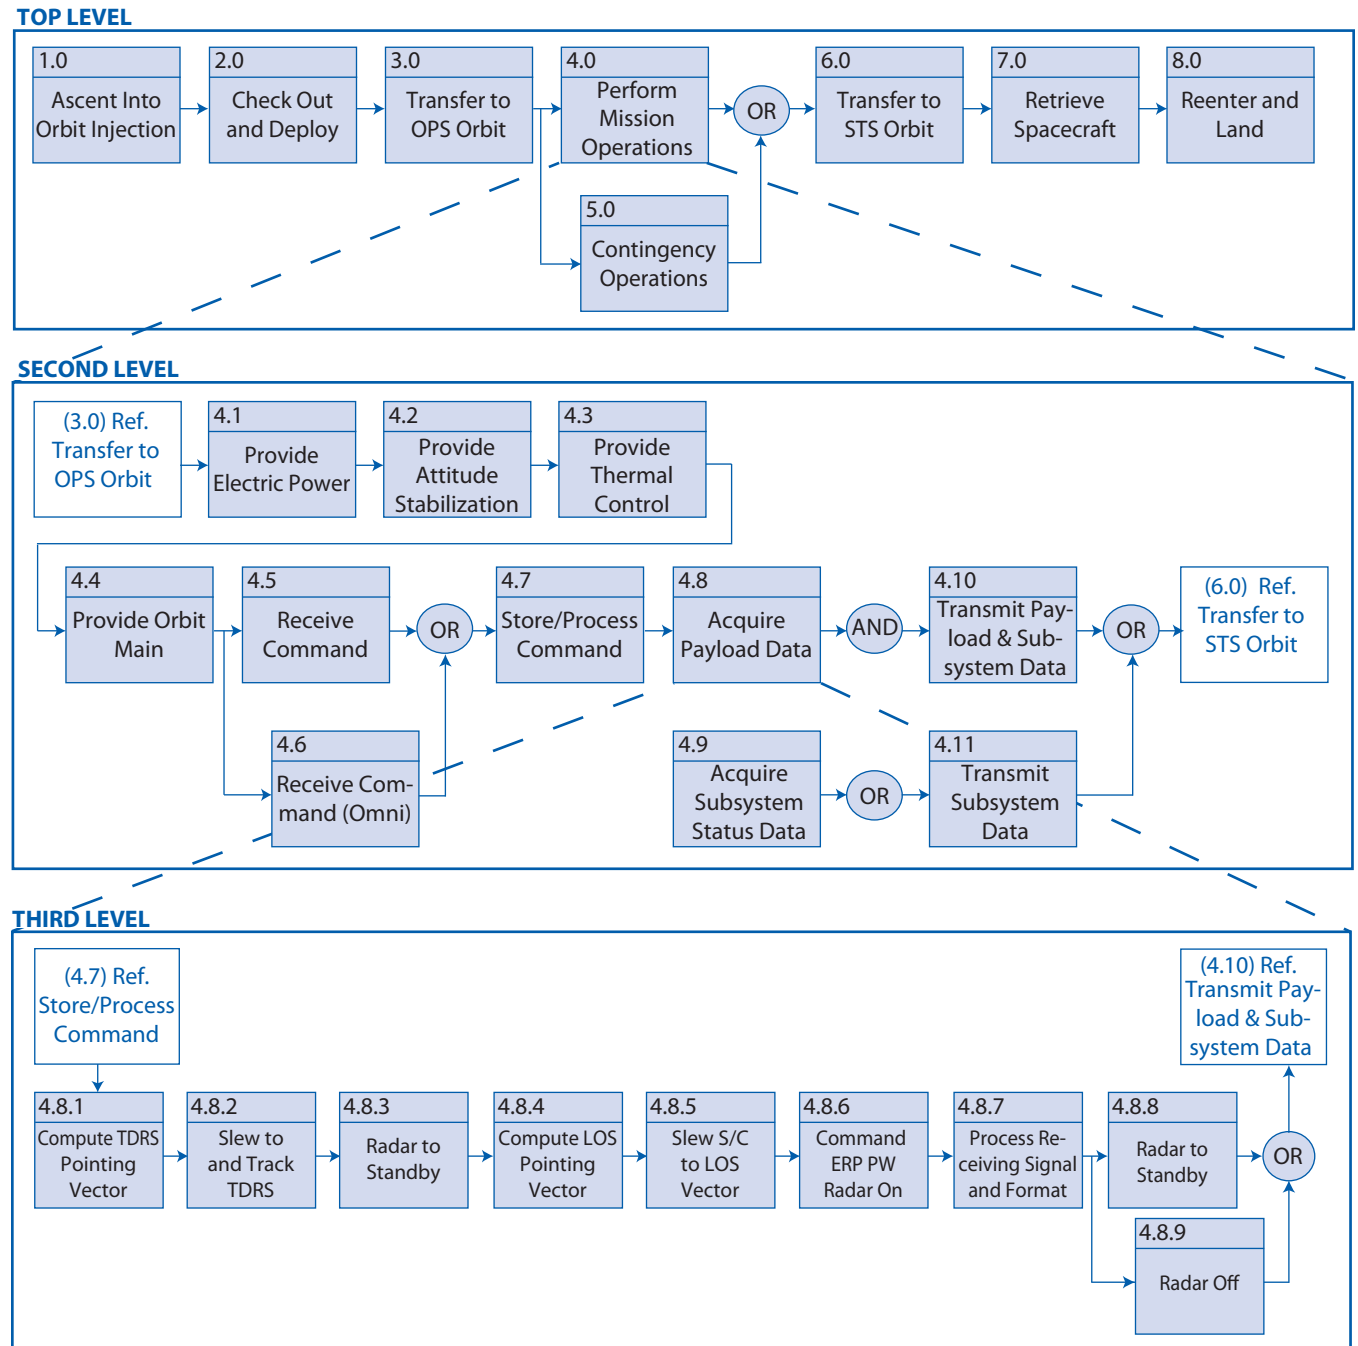 TOP LEVEL
1.0
Ascent Into
Orbit Injection
2.0
Check Out
and Deploy
3.0
Transfer to
OPS Orbit
4.0
Perform
Mission
Operations
OR
6.0
Transfer to
STS Orbit
7.0
Retrieve
Spacecraft
8.0
Reenter and
Land
5.0
Contingency
Operations
SECOND LEVEL
(3.0) Ref.
Transfer to
OPS Orbit
4.1
Provide
Electric Power
4.2
Provide
Attitude
Stabilization
4.3
Provide
Thermal
Control
4.4
Provide Orbit
Main
4.5
Receive
Command
OR
4.7
Store/Process
Command
4.8
Acquire
Payload Data
AND
4.10
Transmit Pay-
load & Sub-
system Data
OR
(6.0) Ref.
Transfer to
STS Orbit
4.6
Receive Com-
mand (Omni)
4.9
Acquire
Subsystem
Status Data
OR
4.11
Transmit
Subsystem
Data
THIRD LEVEL
(4.7) Ref.
Store/Process
Command
(4.10) Ref.
Transmit Pay-
load & Sub-
system Data
4.8.1
Compute TDRS
Pointing
Vector
4.8.2
Slew to
and Track
TDRS
4.8.3
Radar to
Standby
4.8.4
Compute LOS
Pointing
Vector
4.8.5
Slew S/C
to LOS
Vector
4.8.6
Command
ERP PW
Radar On
4.8.7
Process Re-
ceiving Signal
and Format
4.8.8
Radar to
Standby
OR
4.8.9
Radar Off